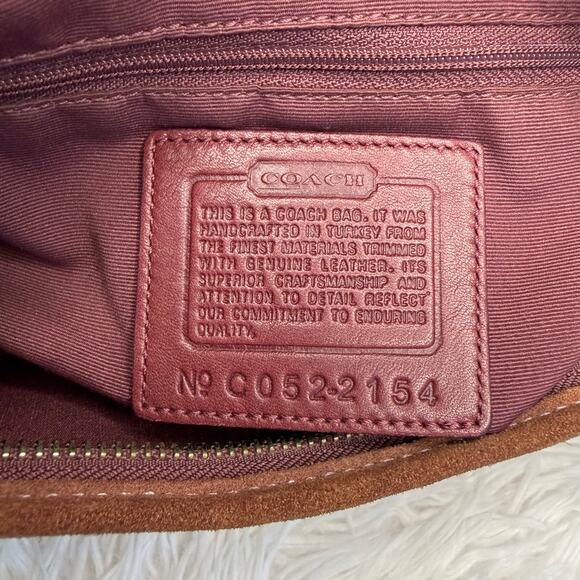 COACH
THIS IS A COACH BAG. IT WAS
HANDCRAFTED IN TURKEY FROM
THE FINEST MATERIALS TRIMMED
WITH GENUINE LEATHER. ITS
SUPERIOR CRAFTSMANSHIP AND
ATTENTION TO DETAIL REFLECT
OUR COMMITMENT TO ENDURING
QUALITY.
Nº C052-2154